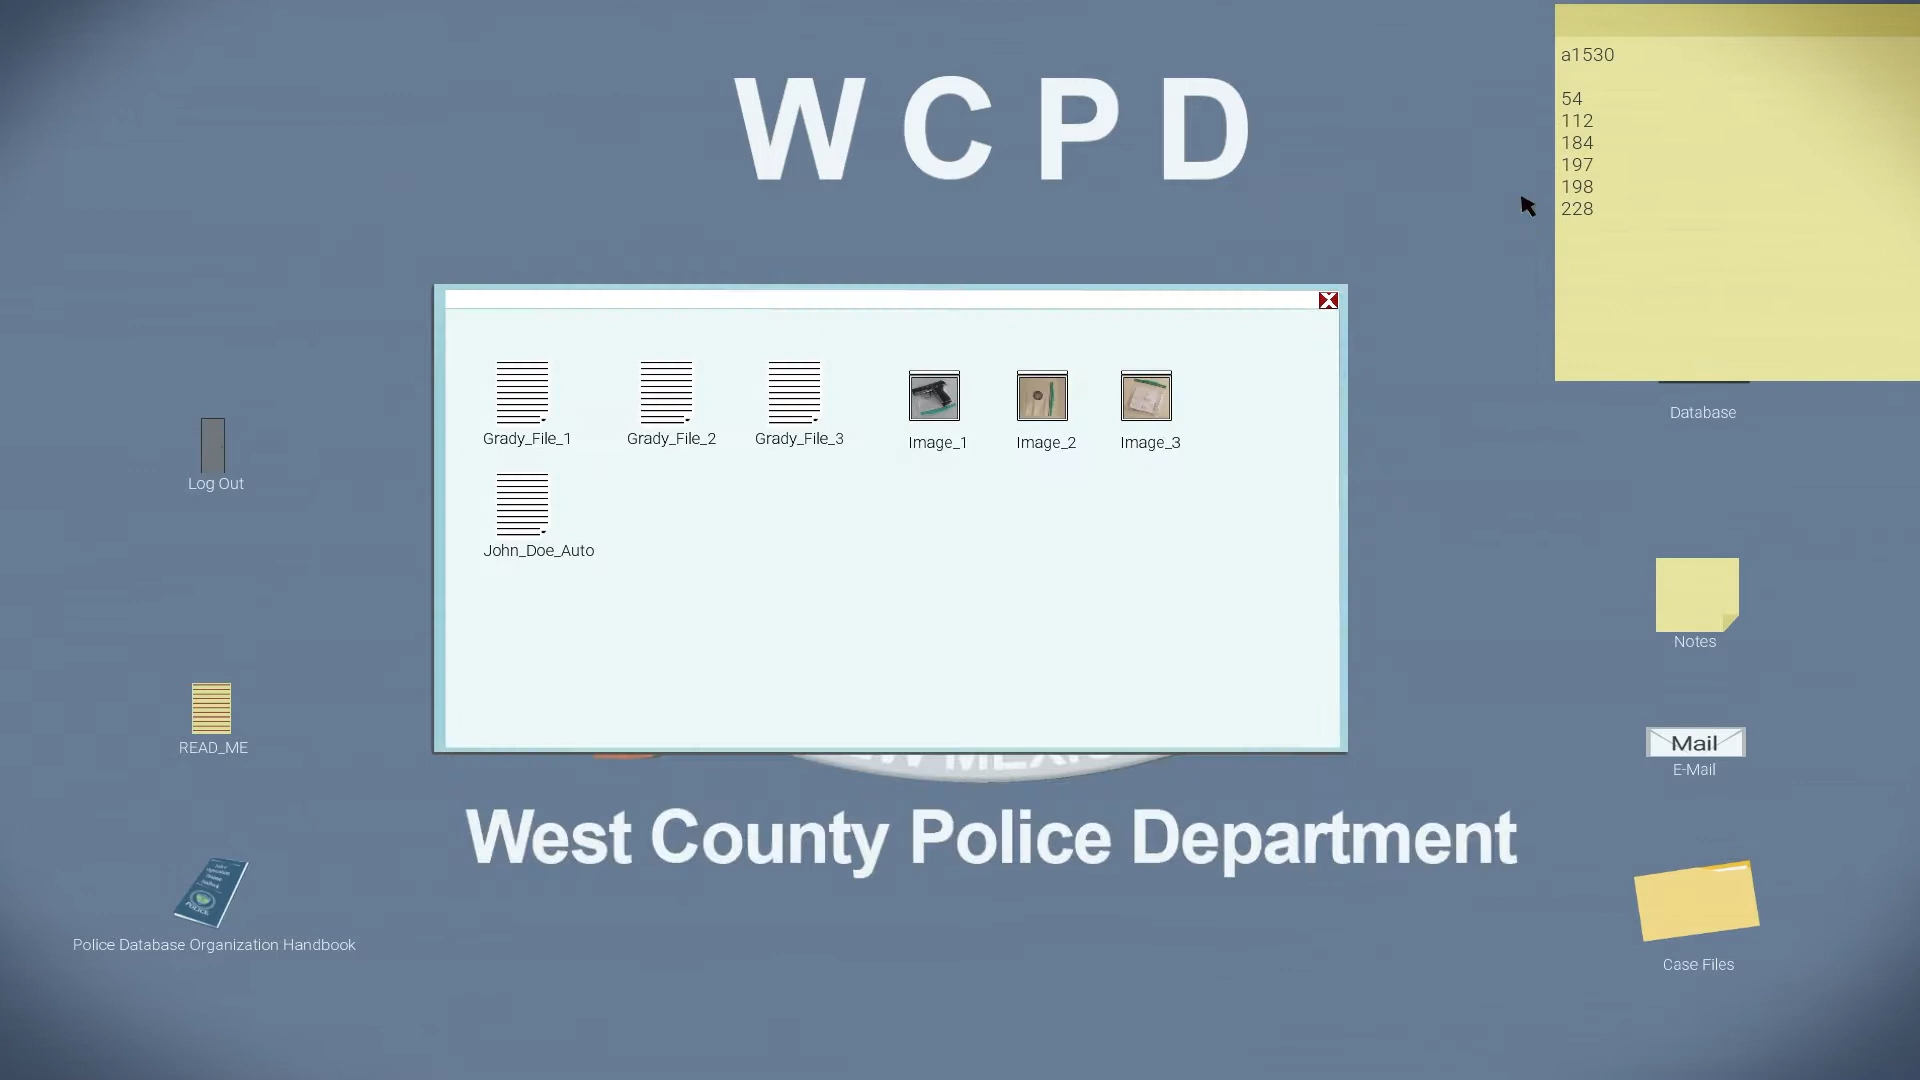 W C P D
a1530
54
112
184
197
198
228
Grady_File_1
Grady_File_2
Grady_File_3
Image_1
Image_2
Image_3
John_Doe_Auto
Database
Log Out
Notes
READ_ME
Mail
E-Mail
West County Police Department
POLICE
Police Database Organization Handbook
Case Files